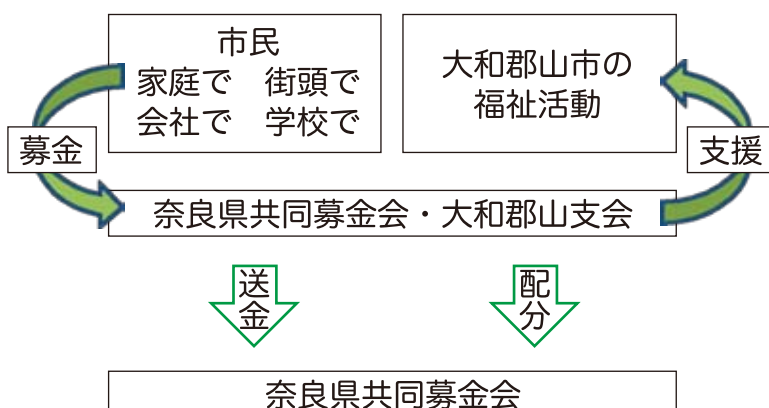 市民
家庭で　街頭で
会社で　学校で
大和郡山市の
福祉活動
募金
支援
奈良県共同募金会・大和郡山支会
送金
配分
奈良県共同募金会